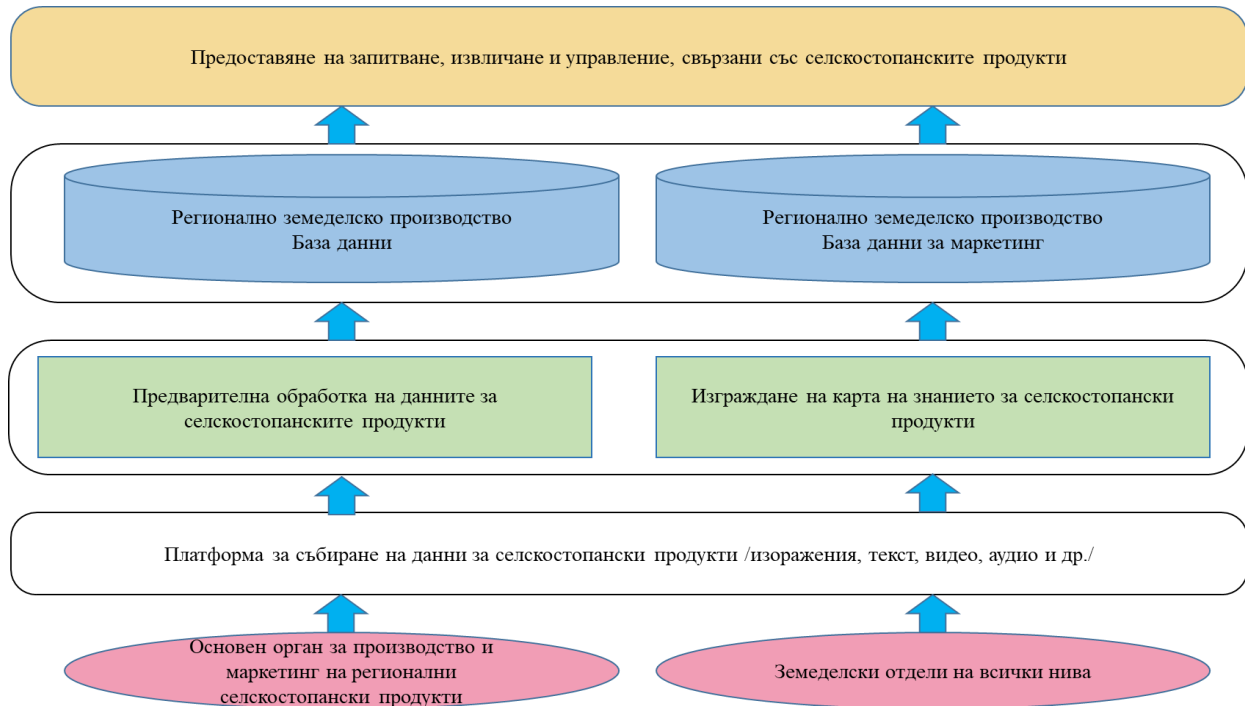 Предоставяне на запитване, извличане и управление, свързани със селскостопанските продукти
Регионално земеделско производство
База данни
Регионално земеделско производство
База данни за маркетинг
Предварителна обработка на данните за
селскостопанските продукти
Изграждане на карта на знанието за селскостопански
продукти
Платформа за събиране на данни за селскостопански продукти /изоражения, текст, видео, аудио и др./
Основен орган за производство и
маркетинг на регионални
селскостопански продукти
Земеделски отдели на всички нива